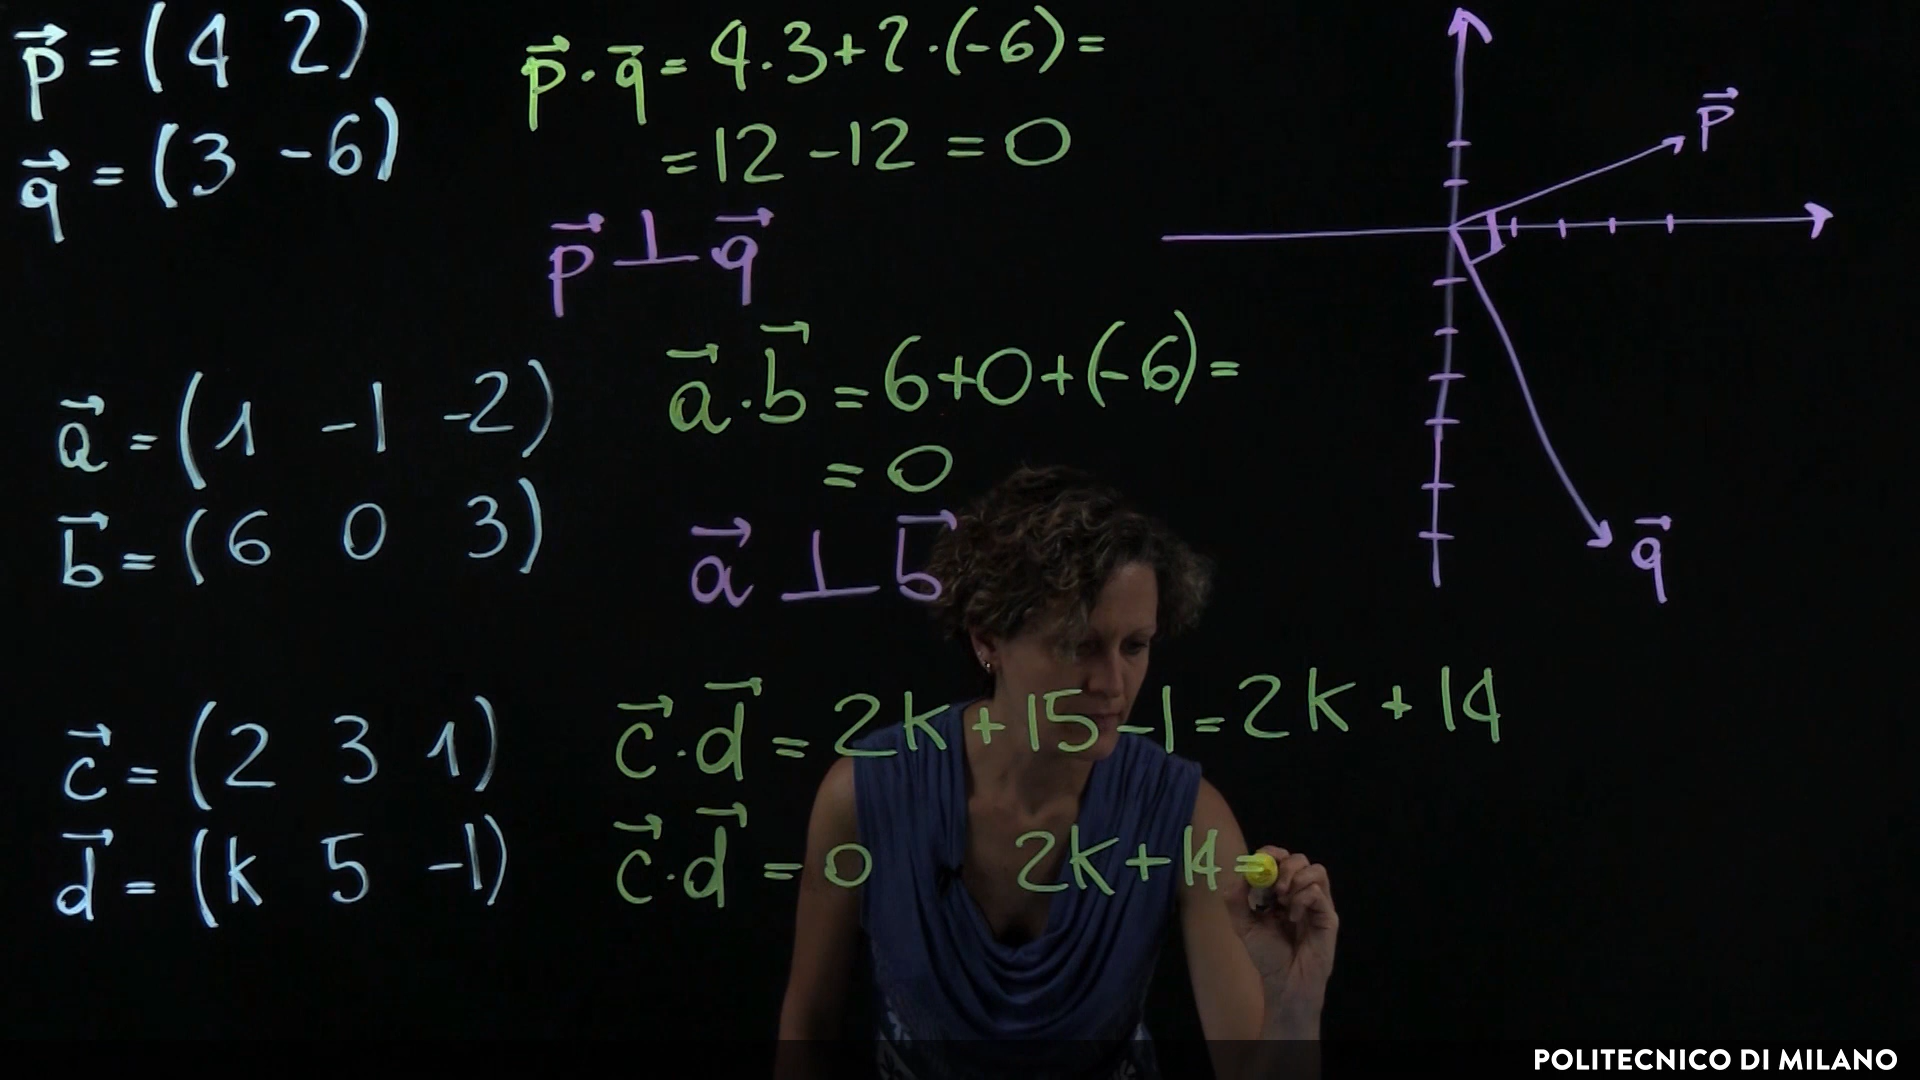 p⃗ = (4 2)
q⃗ = (3 -6)
p⃗ · q⃗ = 4·3+2·(-6)=
=12-12=0
p⃗ ⊥ q⃗
p⃗
q⃗
a⃗ = (1 -1 -2)
b⃗ = (6 0 3)
a⃗·b⃗ = 6+0+(-6)=
= 0
a⃗ ⊥ b⃗
c⃗ = (2 3 1)
d⃗ = (k 5 -1)
c⃗·d⃗ = 2k+15-1=2k+14
c⃗·d⃗ = 0 2k+14=
POLITECNICO DI MILANO